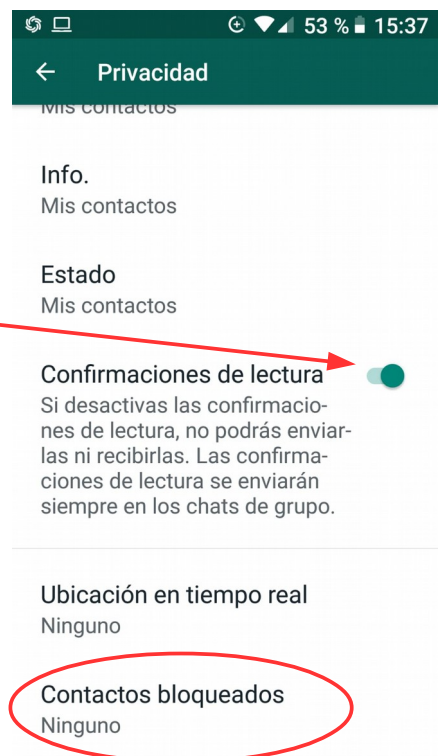 53 % 15:37
Privacidad
Mis contactos
Info.
Mis contactos
Estado
Mis contactos
Confirmaciones de lectura
Si desactivas las confirmacio-
nes de lectura, no podrás enviar-
las ni recibirlas. Las confirma-
ciones de lectura se enviarán
siempre en los chats de grupo.
Ubicación en tiempo real
Ninguno
Contactos bloqueados
Ninguno